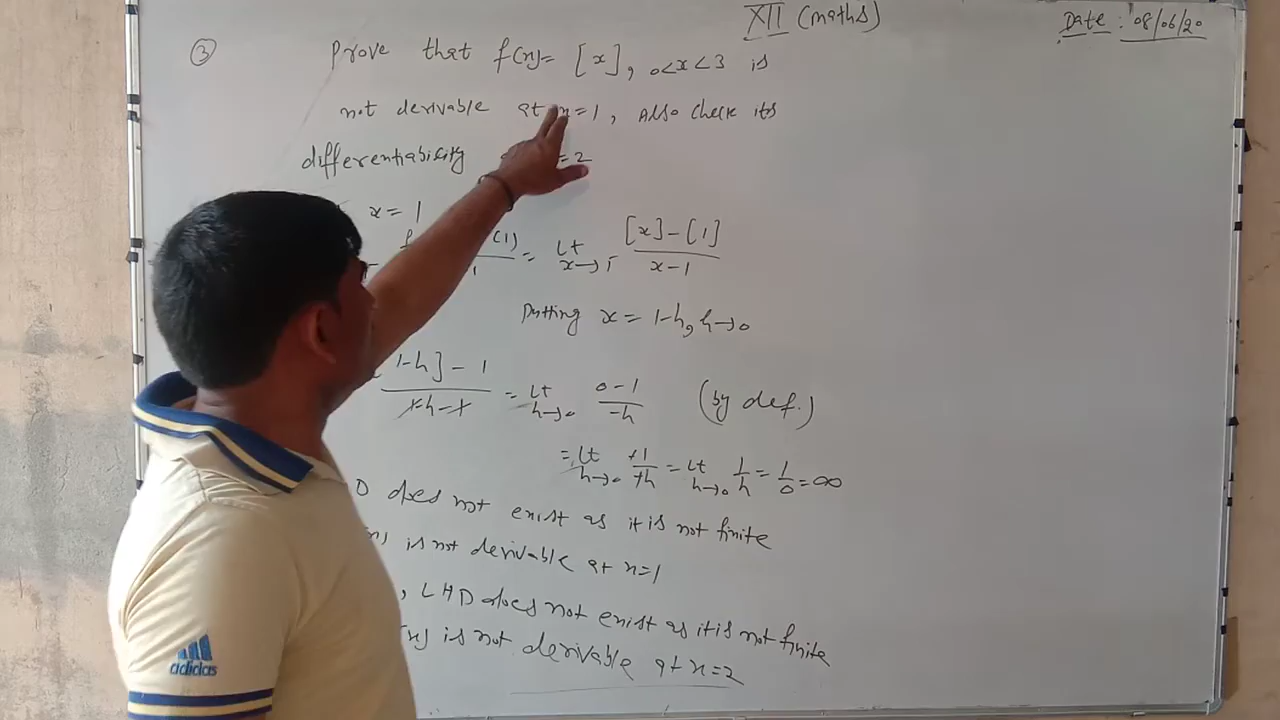 XII (maths)
Date : 08/06/20
③ Prove that f(x)= [x], 0<x<3 is
not derivable at x=1, Also check its
differentiability =2
x=1
(1) = Lt x→1⁻ [x]-[1] / x-1
Putting x = 1-h, h→0
1-h] - 1 / 1-h-1 = Lt h→0 0-1 / -h (by def.)
= Lt h→0 +1/+h = Lt h→0 1/h = 1/0 = ∞
D does not exist as it is not finite
is not derivable at x=1
, LHD does not exist as it is not finite
is not derivable at x=2
adidas